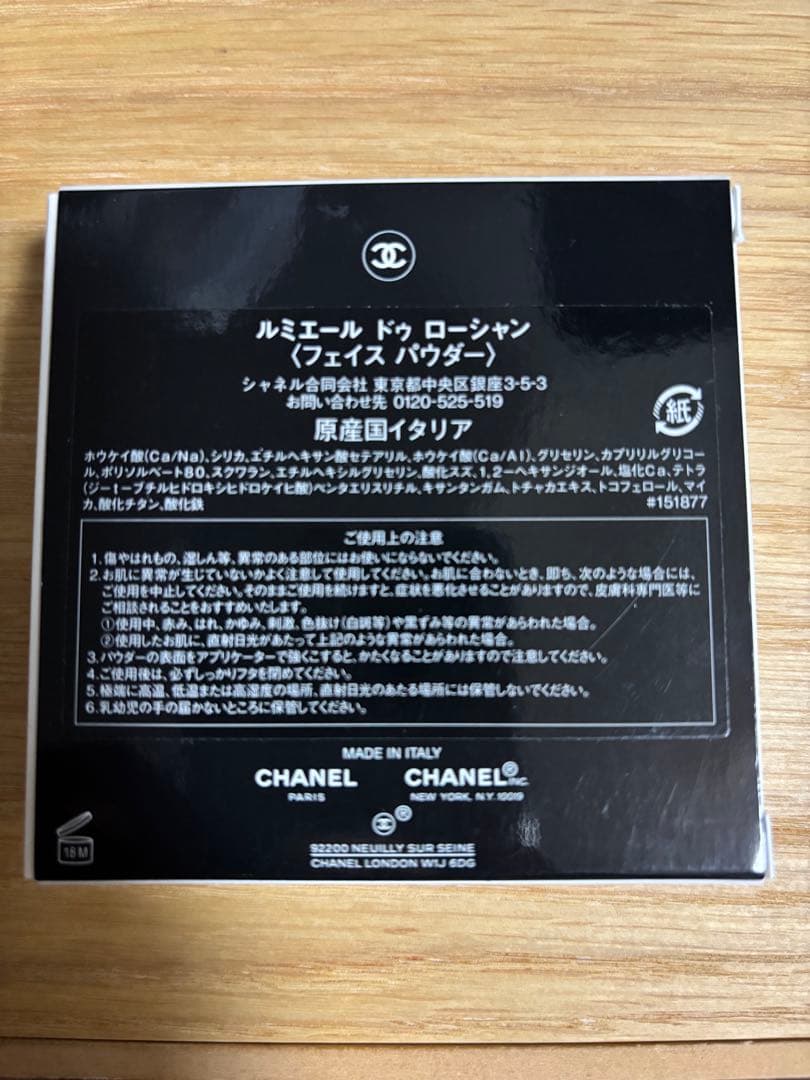 ルミエール ドゥ ローシャン
〈フェイス パウダー〉
シャネル合同会社 東京都中央区銀座3-5-3
お問い合わせ先 0120-525-519
紙
原産国イタリア
ホウケイ酸(Ca/Na)、シリカ、エチルヘキサン酸セテアリル、ホウケイ酸(Ca/Al)、グリセリン、カプリリルグリコー
ル、ポリソルベート80、スクワラン、エチルヘキシルグリセリン、酸化スズ、1,2-ヘキサンジオール、塩化Ca、テトラ
(ジ-t-ブチルヒドロキシヒドロケイヒ酸)ペンタエリスリチル、キサンタンガム、トチャカエキス、トコフェロール、マイ
カ、酸化チタン、酸化鉄 #151877
ご使用上の注意
1. 傷やはれもの、湿しん等、異常のある部位にはお使いにならないでください。
2. お肌に異常が生じていないかよく注意して使用してください。お肌に合わないとき、即ち、次のような場合には、
ご使用を中止してください。そのままご使用を続けますと、症状を悪化させることがありますので、皮膚科専門医等に
ご相談されることをおすすめいたします。
①使用中、赤み、はれ、かゆみ、刺激、色抜け(白斑等)や黒ずみ等の異常があらわれた場合。
②使用したお肌に、直射日光があたって上記のような異常があらわれた場合。
3. パウダーの表面をアプリケーターで強くこすると、かたくなることがありますので注意してください。
4. ご使用後は、必ずしっかりフタを閉めてください。
5. 極端に高温、低温または高湿度の場所、直射日光のあたる場所には保管しないでください。
6. 乳幼児の手の届かないところに保管してください。
MADE IN ITALY
CHANEL CHANEL® INC.
PARIS NEW YORK, N.Y. 10019
®
18 M
92200 NEUILLY SUR SEINE
CHANEL LONDON W1J 6DG